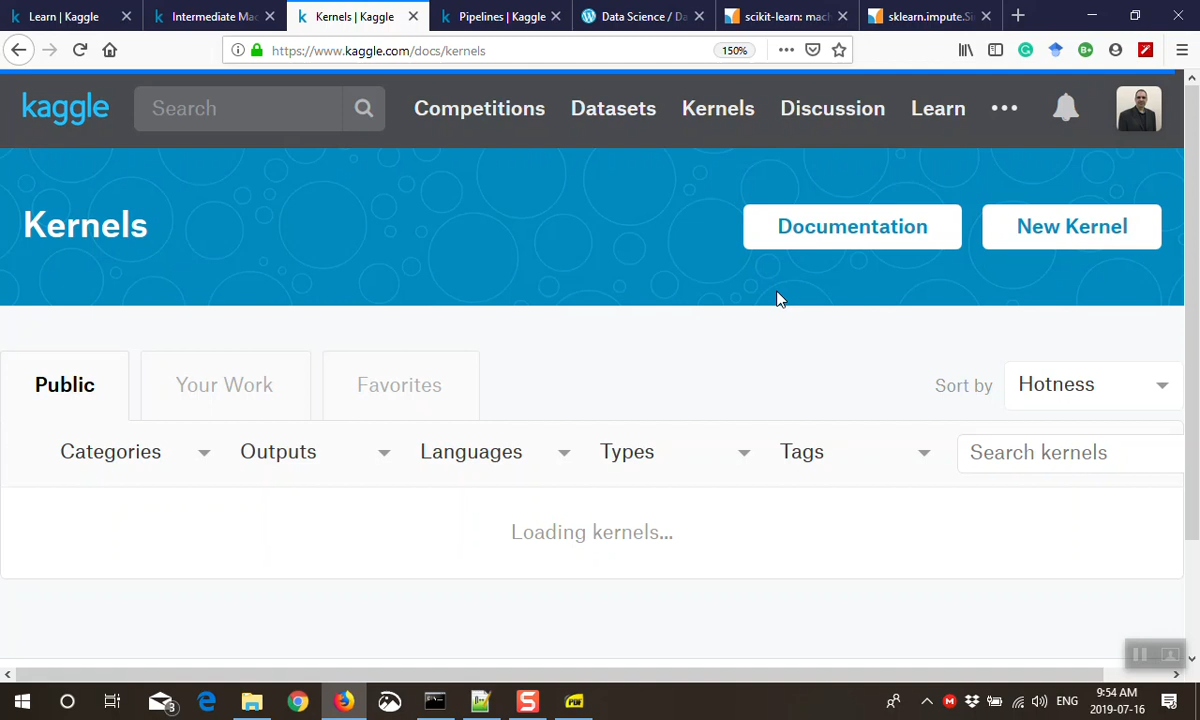 Learn | Kaggle
Intermediate Mac
Kernels | Kaggle
Pipelines | Kaggle
Data Science / Da
scikit-learn: mach
sklearn.impute.Si
https://www.kaggle.com/docs/kernels
150%
kaggle
Search
Competitions
Datasets
Kernels
Discussion
Learn
Kernels
Documentation
New Kernel
Public
Your Work
Favorites
Sort by
Hotness
Categories
Outputs
Languages
Types
Tags
Search kernels
Loading kernels...
3
ENG
9:54 AM
2019-07-16